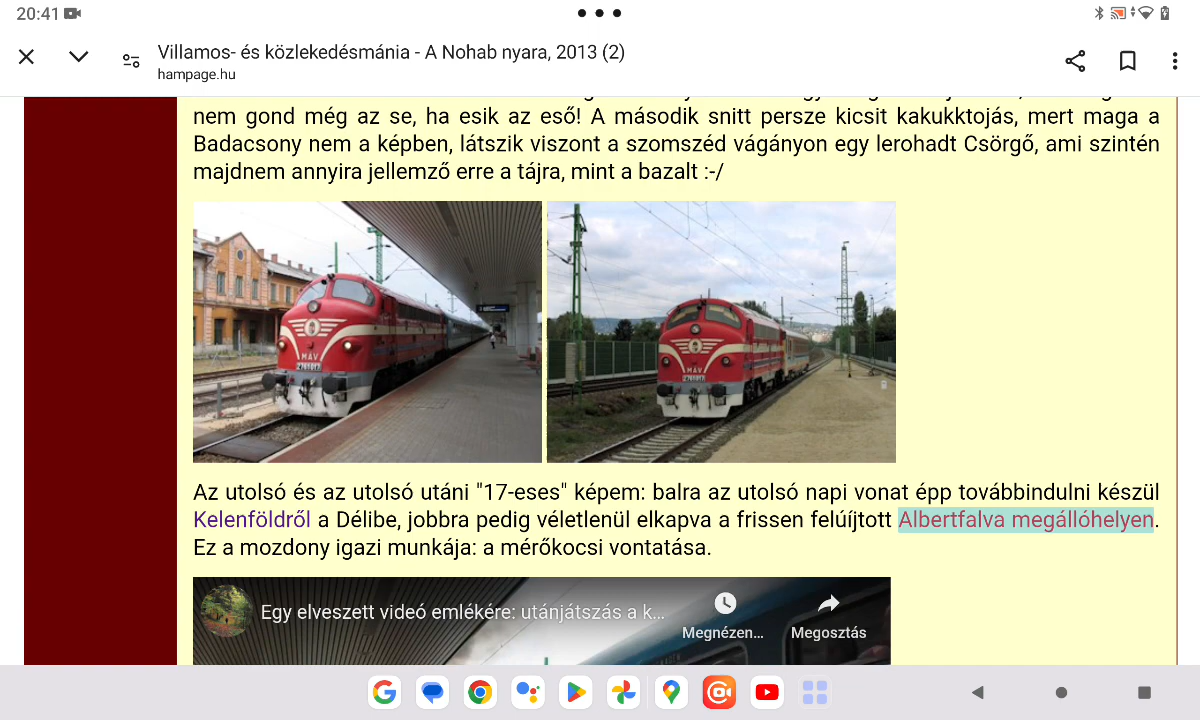 20:41
Villamos- és közlekedésmánia - A Nohab nyara, 2013 (2)
hampage.hu
nem gond még az se, ha esik az eső! A második snitt persze kicsit kakukktojás, mert maga a
Badacsony nem a képben, látszik viszont a szomszéd vágányon egy lerohadt Csörgő, ami szintén
majdnem annyira jellemző erre a tájra, mint a bazalt :-/
MÁV
Az utolsó és az utolsó utáni "17-eses" képem: balra az utolsó napi vonat épp továbbindulni készül
Kelenföldről a Délibe, jobbra pedig véletlenül elkapva a frissen felúíjtott Albertfalva megállóhelyen.
Ez a mozdony igazi munkája: a mérőkocsi vontatása.
Egy elveszett videó emlékére: utánjátszás a k...
Megnézen...
Megosztás